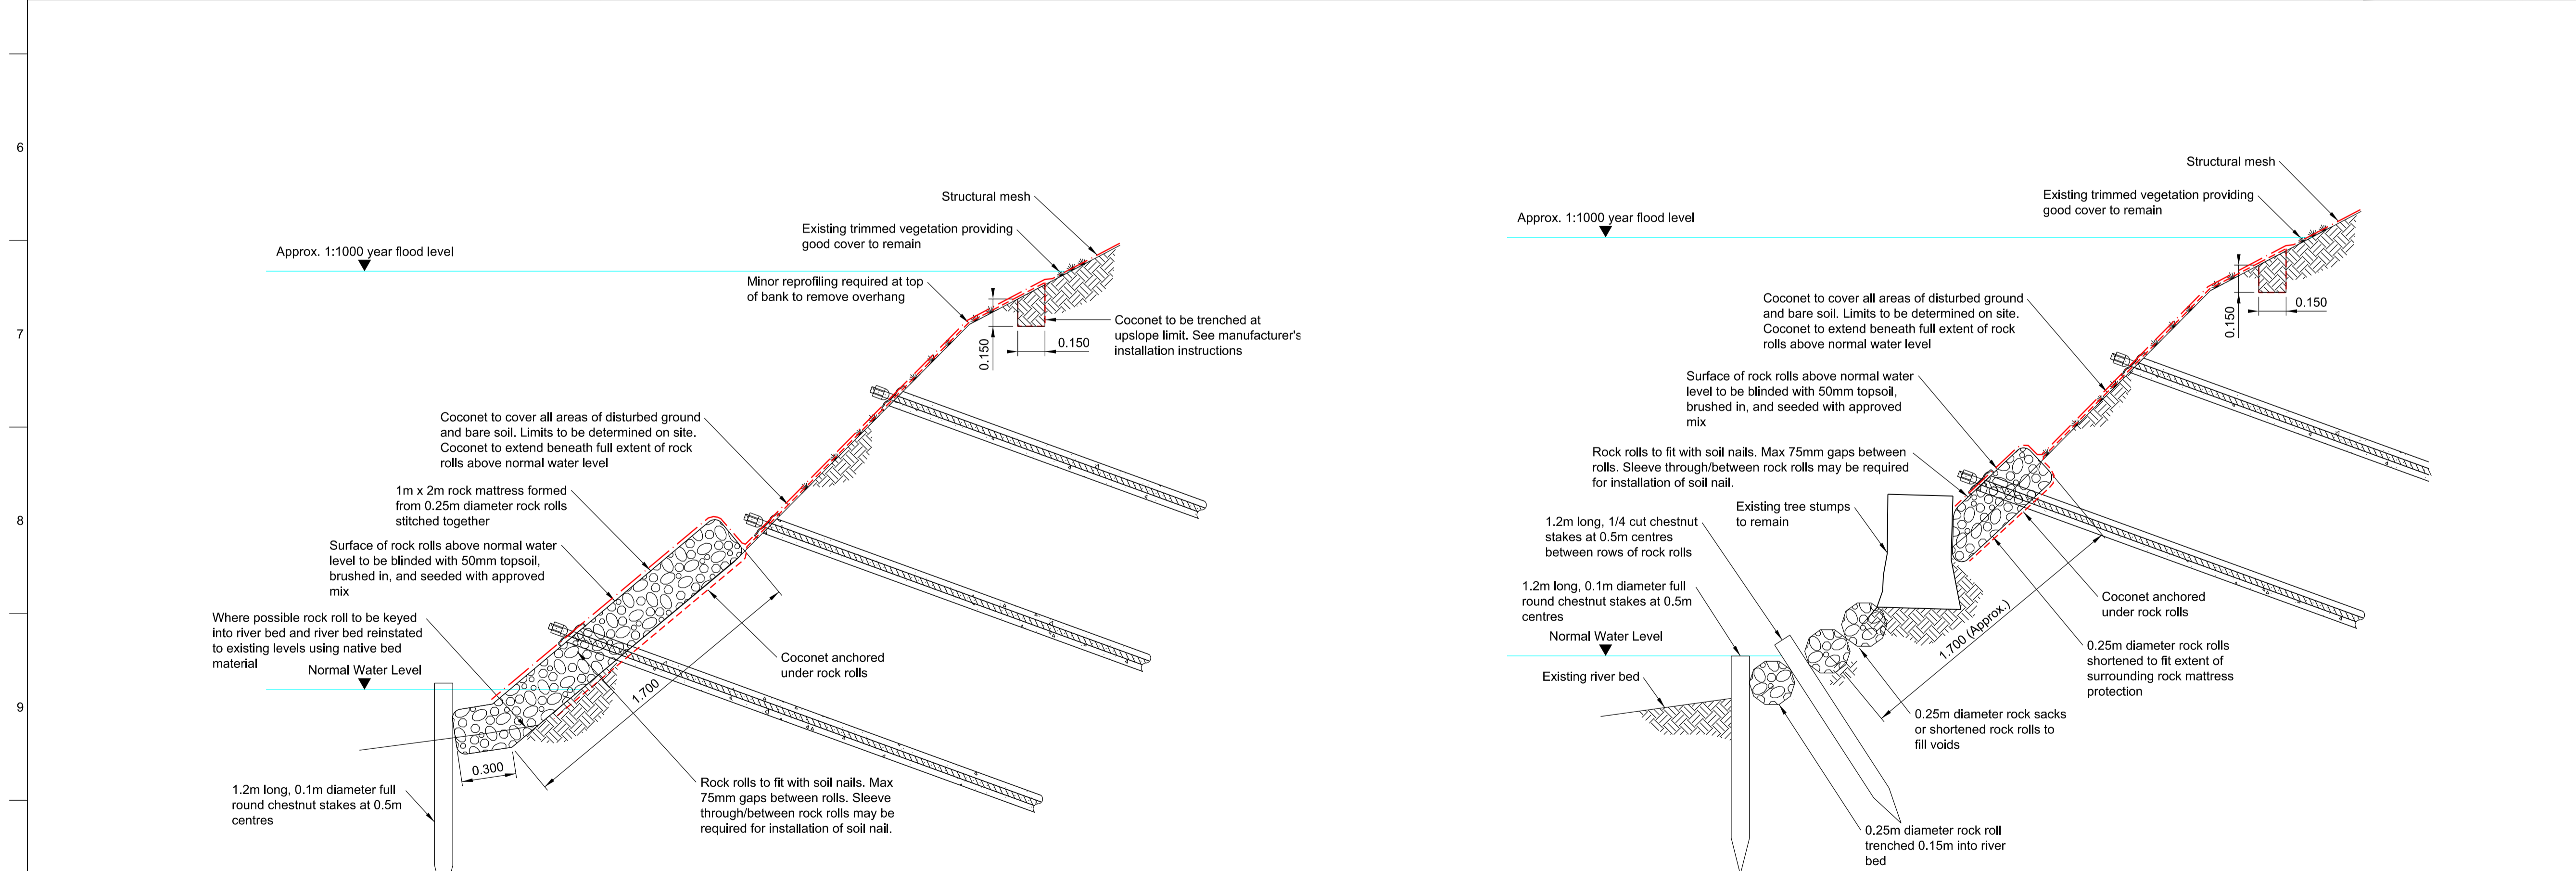 6
7
8
9
Structural mesh
Existing trimmed vegetation providing
good cover to remain
Approx. 1:1000 year flood level
Minor reprofiling required at top
of bank to remove overhang
Coconet to be trenched at
upslope limit. See manufacturer's
installation instructions
0.150
0.150
Coconet to cover all areas of disturbed ground
and bare soil. Limits to be determined on site.
Coconet to extend beneath full extent of rock
rolls above normal water level
1m x 2m rock mattress formed
from 0.25m diameter rock rolls
stitched together
Surface of rock rolls above normal water
level to be blinded with 50mm topsoil,
brushed in, and seeded with approved
mix
Where possible rock roll to be keyed
into river bed and river bed reinstated
to existing levels using native bed
material
Normal Water Level
Coconet anchored
under rock rolls
1.700
0.300
1.2m long, 0.1m diameter full
round chestnut stakes at 0.5m
centres
Rock rolls to fit with soil nails. Max
75mm gaps between rolls. Sleeve
through/between rock rolls may be
required for installation of soil nail.
Structural mesh
Existing trimmed vegetation providing
good cover to remain
Approx. 1:1000 year flood level
0.150
0.150
Coconet to cover all areas of disturbed ground
and bare soil. Limits to be determined on site.
Coconet to extend beneath full extent of rock
rolls above normal water level
Surface of rock rolls above normal water
level to be blinded with 50mm topsoil,
brushed in, and seeded with approved
mix
Rock rolls to fit with soil nails. Max 75mm gaps between
rolls. Sleeve through/between rock rolls may be required
for installation of soil nail.
Existing tree stumps
to remain
1.2m long, 1/4 cut chestnut
stakes at 0.5m centres
between rows of rock rolls
1.2m long, 0.1m diameter full
round chestnut stakes at 0.5m
centres
Normal Water Level
Existing river bed
1.700 (Approx.)
Coconet anchored
under rock rolls
0.25m diameter rock rolls
shortened to fit extent of
surrounding rock mattress
protection
0.25m diameter rock sacks
or shortened rock rolls to
fill voids
0.25m diameter rock roll
trenched 0.15m into river
bed